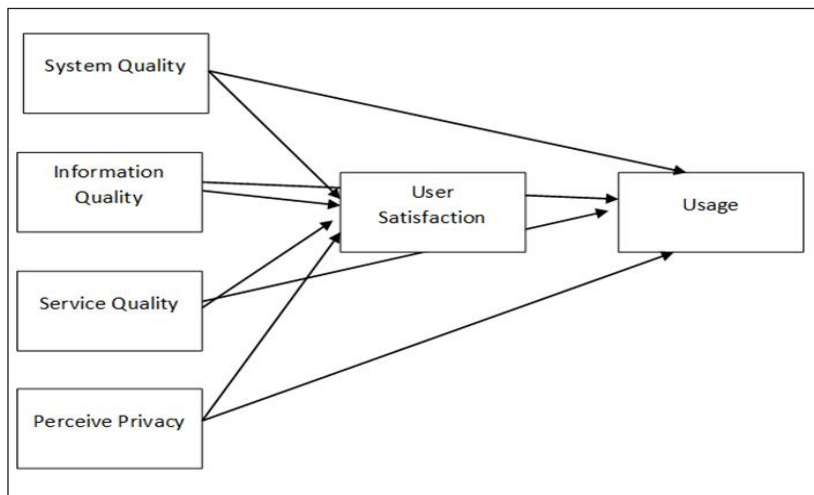 System Quality
Information
Quality
User
Satisfaction
Usage
Service Quality
Perceive Privacy